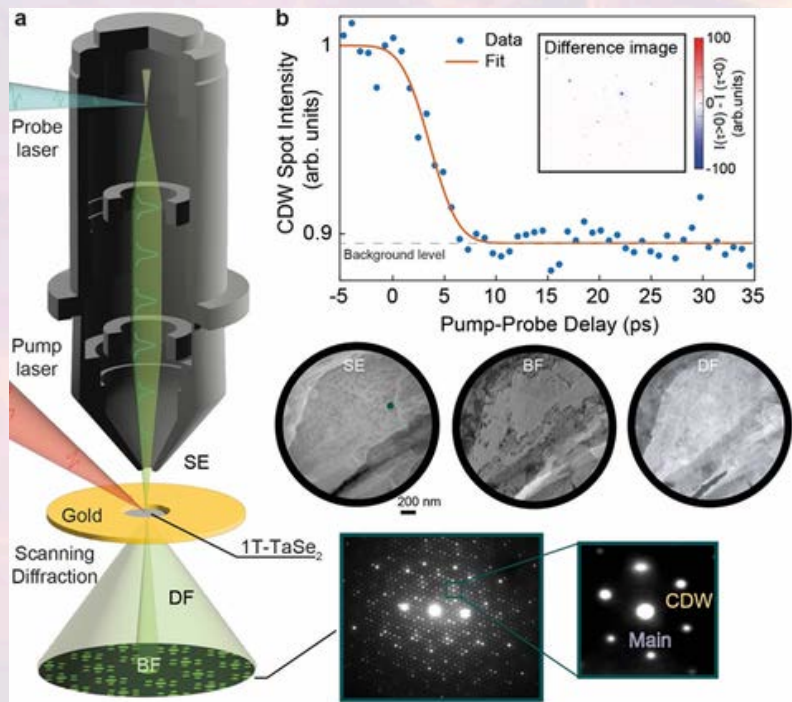 a
Probe
laser
Pump
laser
SE
Gold
1T-TaSe2
Scanning
Diffraction
DF
BF
b
CDW Spot Intensity
(arb. units)
1
0.9
Data
Fit
Difference image
100
-100
I(τ>0) - I (τ<0)
(arb.units)
Background level
-5
0
5
10
15
20
25
30
35
Pump-Probe Delay (ps)
SE
BF
DF
200 nm
CDW
Main